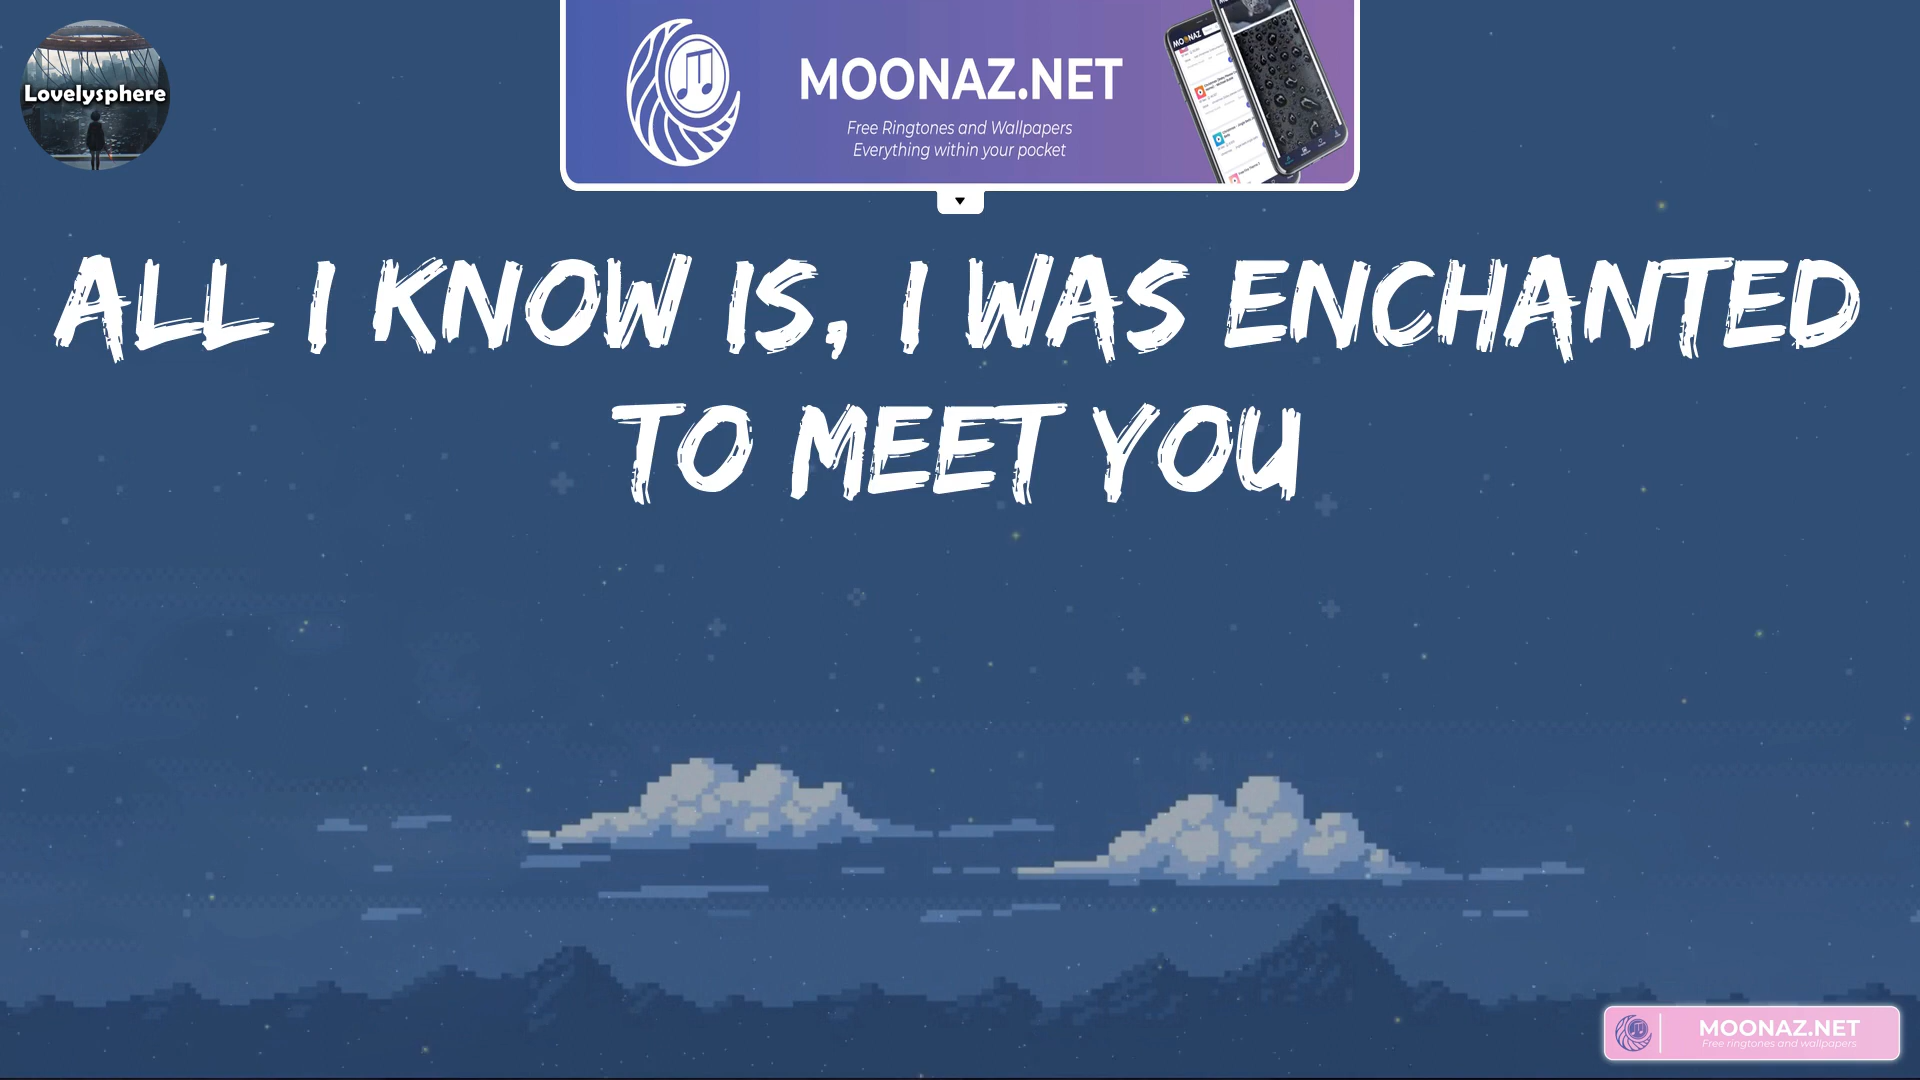 Lovelysphere
MOONAZ.NET
Free Ringtones and Wallpapers
Everything within your pocket
ALL I KNOW IS, I WAS ENCHANTED
TO MEET YOU
MOONAZ.NET
Free ringtones and wallpapers